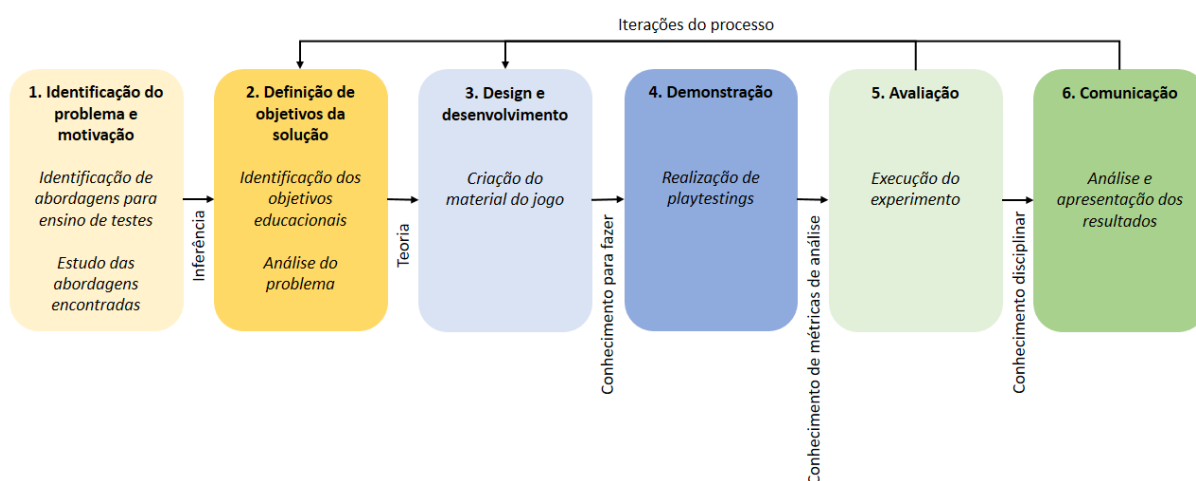 Iterações do processo
1. Identificação do
problema e
motivação
Identificação de
abordagens para
ensino de testes
Estudo das
abordagens
encontradas
Inferência
2. Definição de
objetivos da
solução
Identificação dos
objetivos
educacionais
Análise do
problema
Teoria
3. Design e
desenvolvimento
Criação do
material do jogo
Conhecimento para fazer
4. Demonstração
Realização de
playtestings
Conhecimento de métricas de análise
5. Avaliação
Execução do
experimento
Conhecimento disciplinar
6. Comunicação
Análise e
apresentação dos
resultados